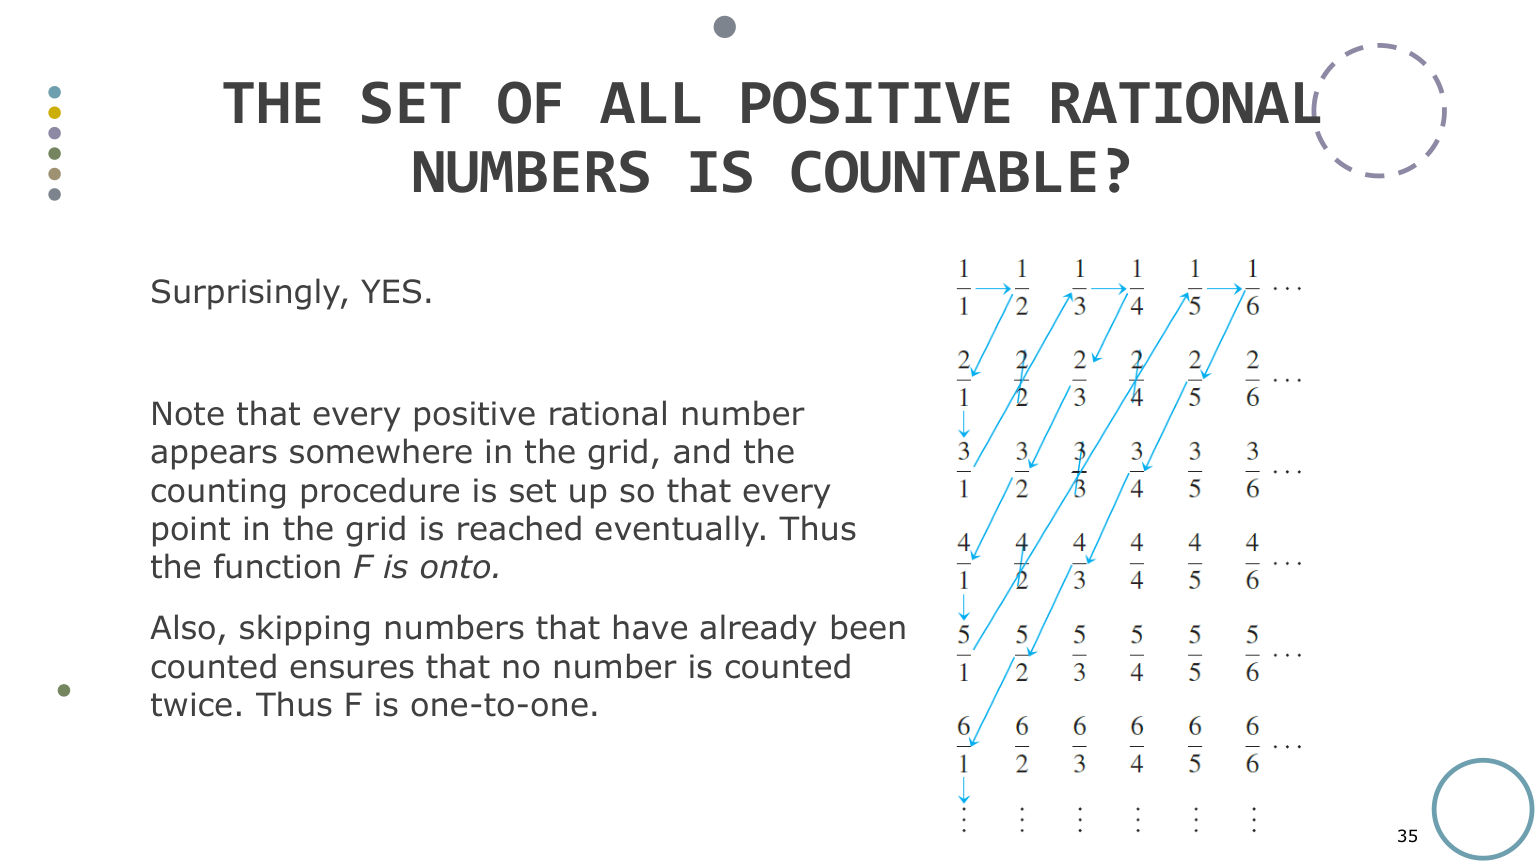 THE SET OF ALL POSITIVE RATIONAL
NUMBERS IS COUNTABLE?
Surprisingly, YES.
Note that every positive rational number
appears somewhere in the grid, and the
counting procedure is set up so that every
point in the grid is reached eventually. Thus
the function F is onto.
Also, skipping numbers that have already been
counted ensures that no number is counted
twice. Thus F is one-to-one.
1 1 1 1 1 1
1 2 3 4 5 6 ...
2 2 2 2 2 2
1 2 3 4 5 6 ...
3 3 3 3 3 3
1 2 3 4 5 6 ...
4 4 4 4 4 4
1 2 3 4 5 6 ...
5 5 5 5 5 5
1 2 3 4 5 6 ...
6 6 6 6 6 6
1 2 3 4 5 6 ...
⋮ ⋮ ⋮ ⋮ ⋮ ⋮
35